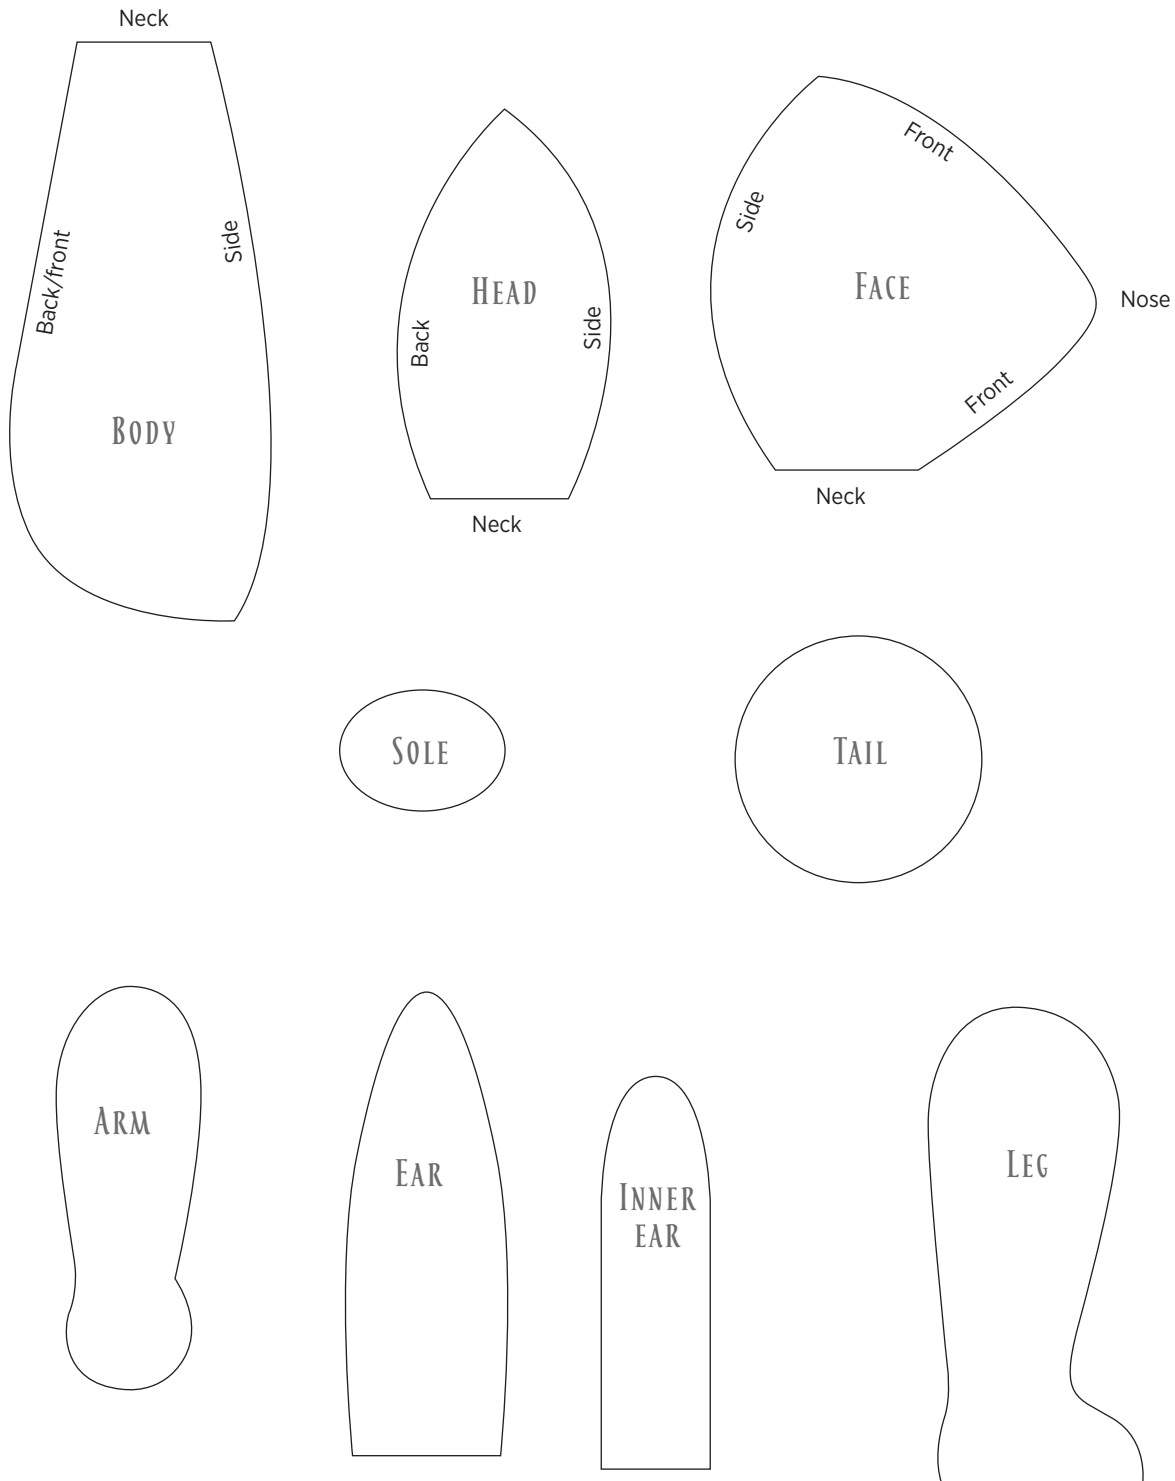 Neck
Back/front
Side
Body
Back
Head
Side
Neck
Side
Front
Face
Nose
Front
Neck
Sole
Tail
Arm
Ear
Inner
ear
Leg